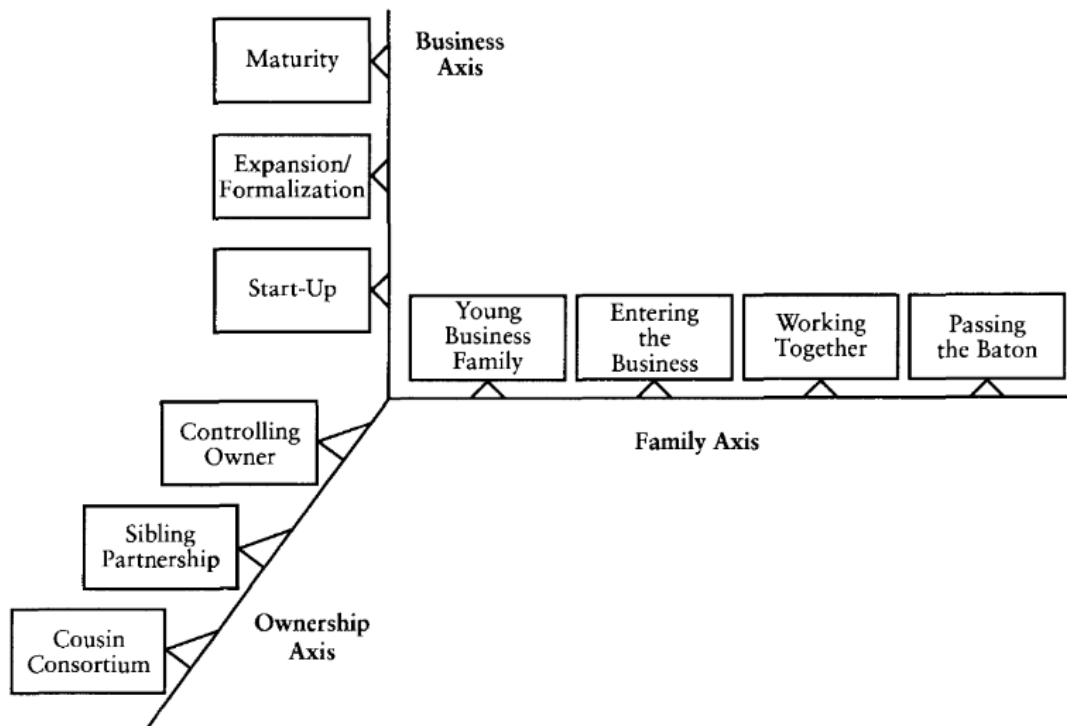 Maturity
Business
Axis
Expansion/
Formalization
Start-Up
Young
Business
Family
Entering
the
Business
Working
Together
Passing
the Baton
Family Axis
Controlling
Owner
Sibling
Partnership
Cousin
Consortium
Ownership
Axis